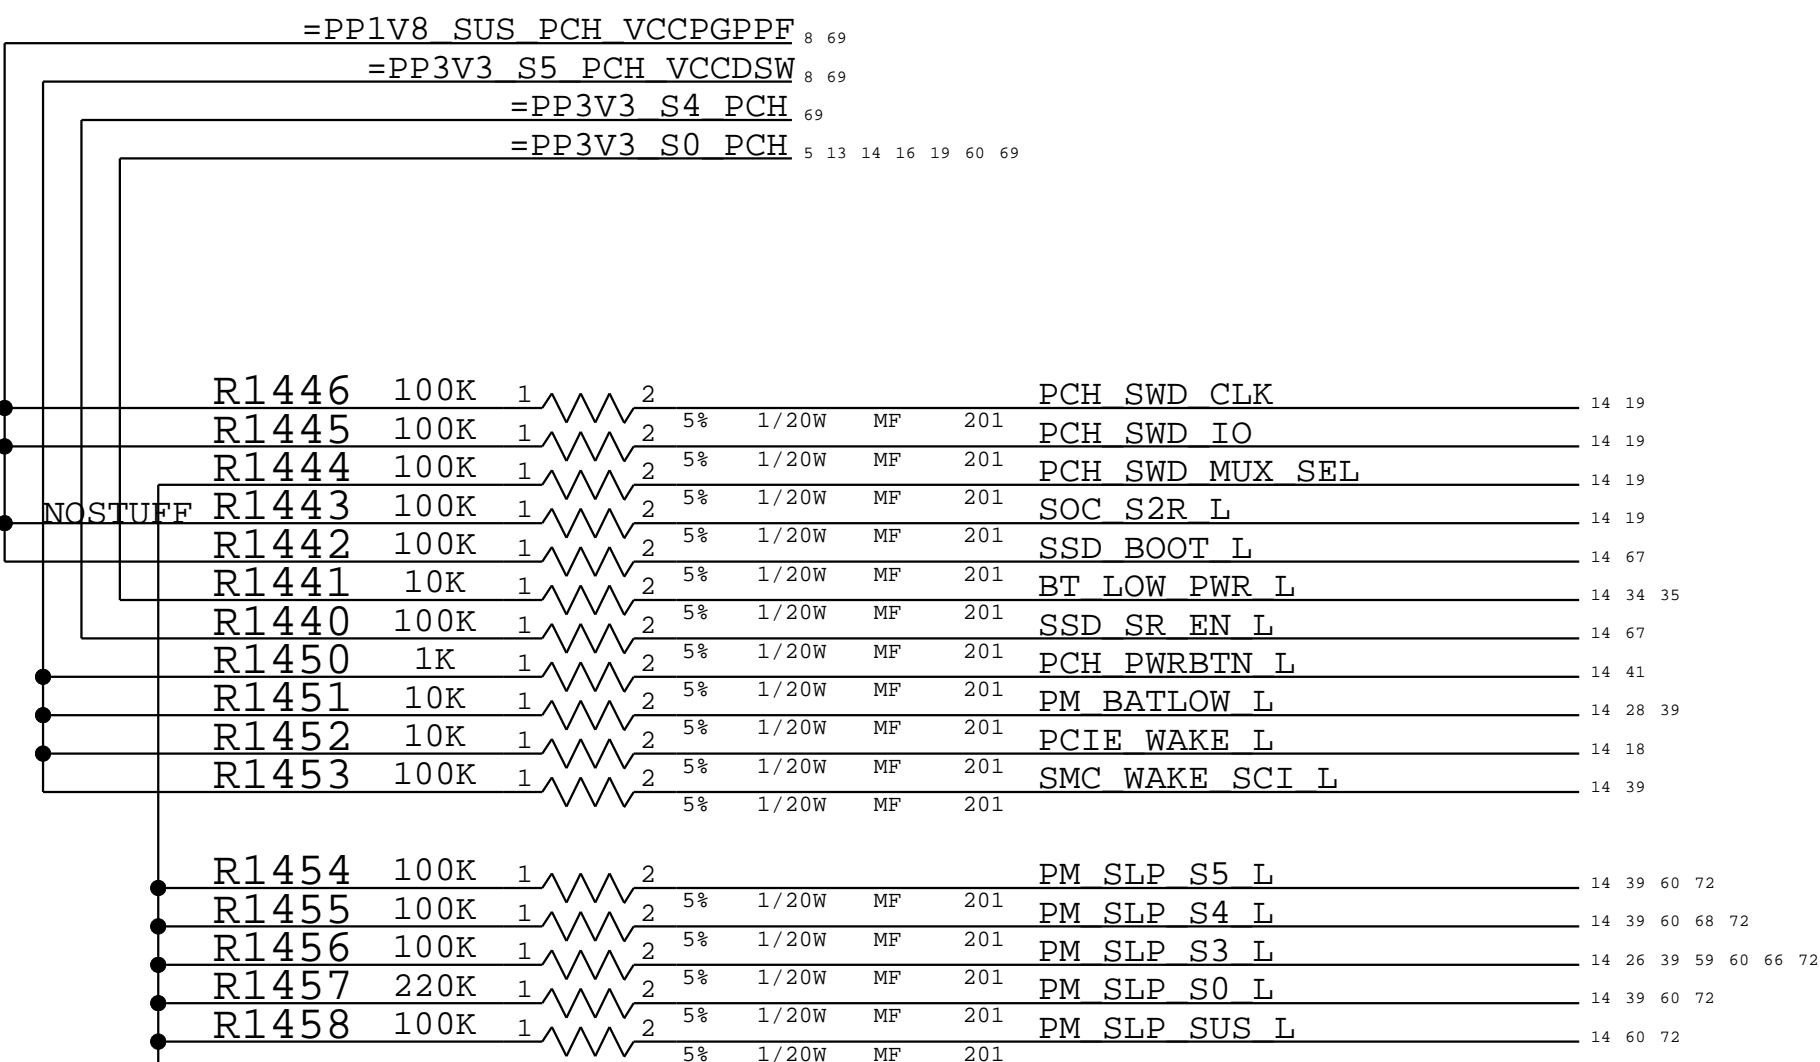 =PP1V8_SUS_PCH_VCCPGPPF 8 69
=PP3V3_S5_PCH_VCCDSW 8 69
=PP3V3_S4_PCH 69
=PP3V3_S0_PCH 5 13 14 16 19 60 69
R1446 100K 1 2 PCH_SWD_CLK 14 19
5% 1/20W MF 201
R1445 100K 1 2 PCH_SWD_IO 14 19
5% 1/20W MF 201
R1444 100K 1 2 PCH_SWD_MUX_SEL 14 19
5% 1/20W MF 201
NOSTUFF R1443 100K 1 2 SOC_S2R_L 14 19
5% 1/20W MF 201
R1442 100K 1 2 SSD_BOOT_L 14 67
5% 1/20W MF 201
R1441 10K 1 2 BT_LOW_PWR_L 14 34 35
5% 1/20W MF 201
R1440 100K 1 2 SSD_SR_EN_L 14 67
5% 1/20W MF 201
R1450 1K 1 2 PCH_PWRBTN_L 14 41
5% 1/20W MF 201
R1451 10K 1 2 PM_BATLOW_L 14 28 39
5% 1/20W MF 201
R1452 10K 1 2 PCIE_WAKE_L 14 18
5% 1/20W MF 201
R1453 100K 1 2 SMC_WAKE_SCI_L 14 39
5% 1/20W MF 201
R1454 100K 1 2 PM_SLP_S5_L 14 39 60 72
5% 1/20W MF 201
R1455 100K 1 2 PM_SLP_S4_L 14 39 60 68 72
5% 1/20W MF 201
R1456 100K 1 2 PM_SLP_S3_L 14 26 39 59 60 66 72
5% 1/20W MF 201
R1457 220K 1 2 PM_SLP_S0_L 14 39 60 72
5% 1/20W MF 201
R1458 100K 1 2 PM_SLP_SUS_L 14 60 72
5% 1/20W MF 201